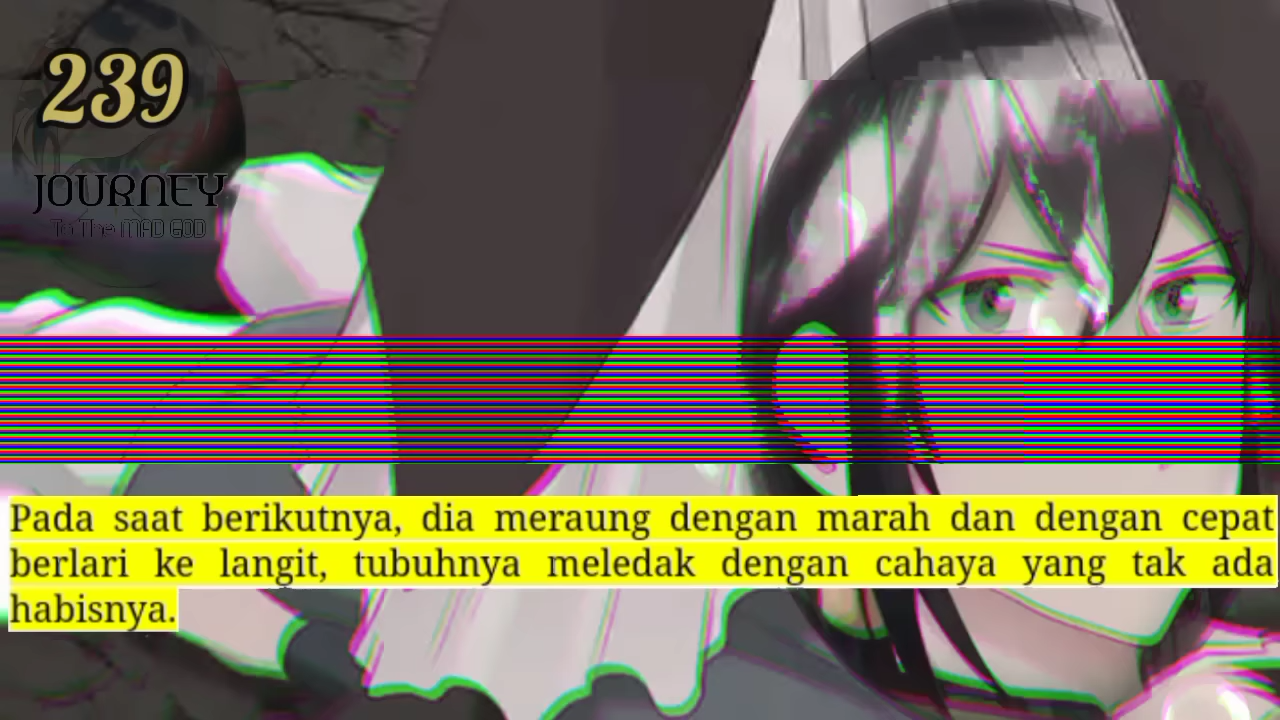 239
JOURNEY
To The MAD GOD
Pada saat berikutnya, dia meraung dengan marah dan dengan cepat
berlari ke langit, tubuhnya meledak dengan cahaya yang tak ada
habisnya.